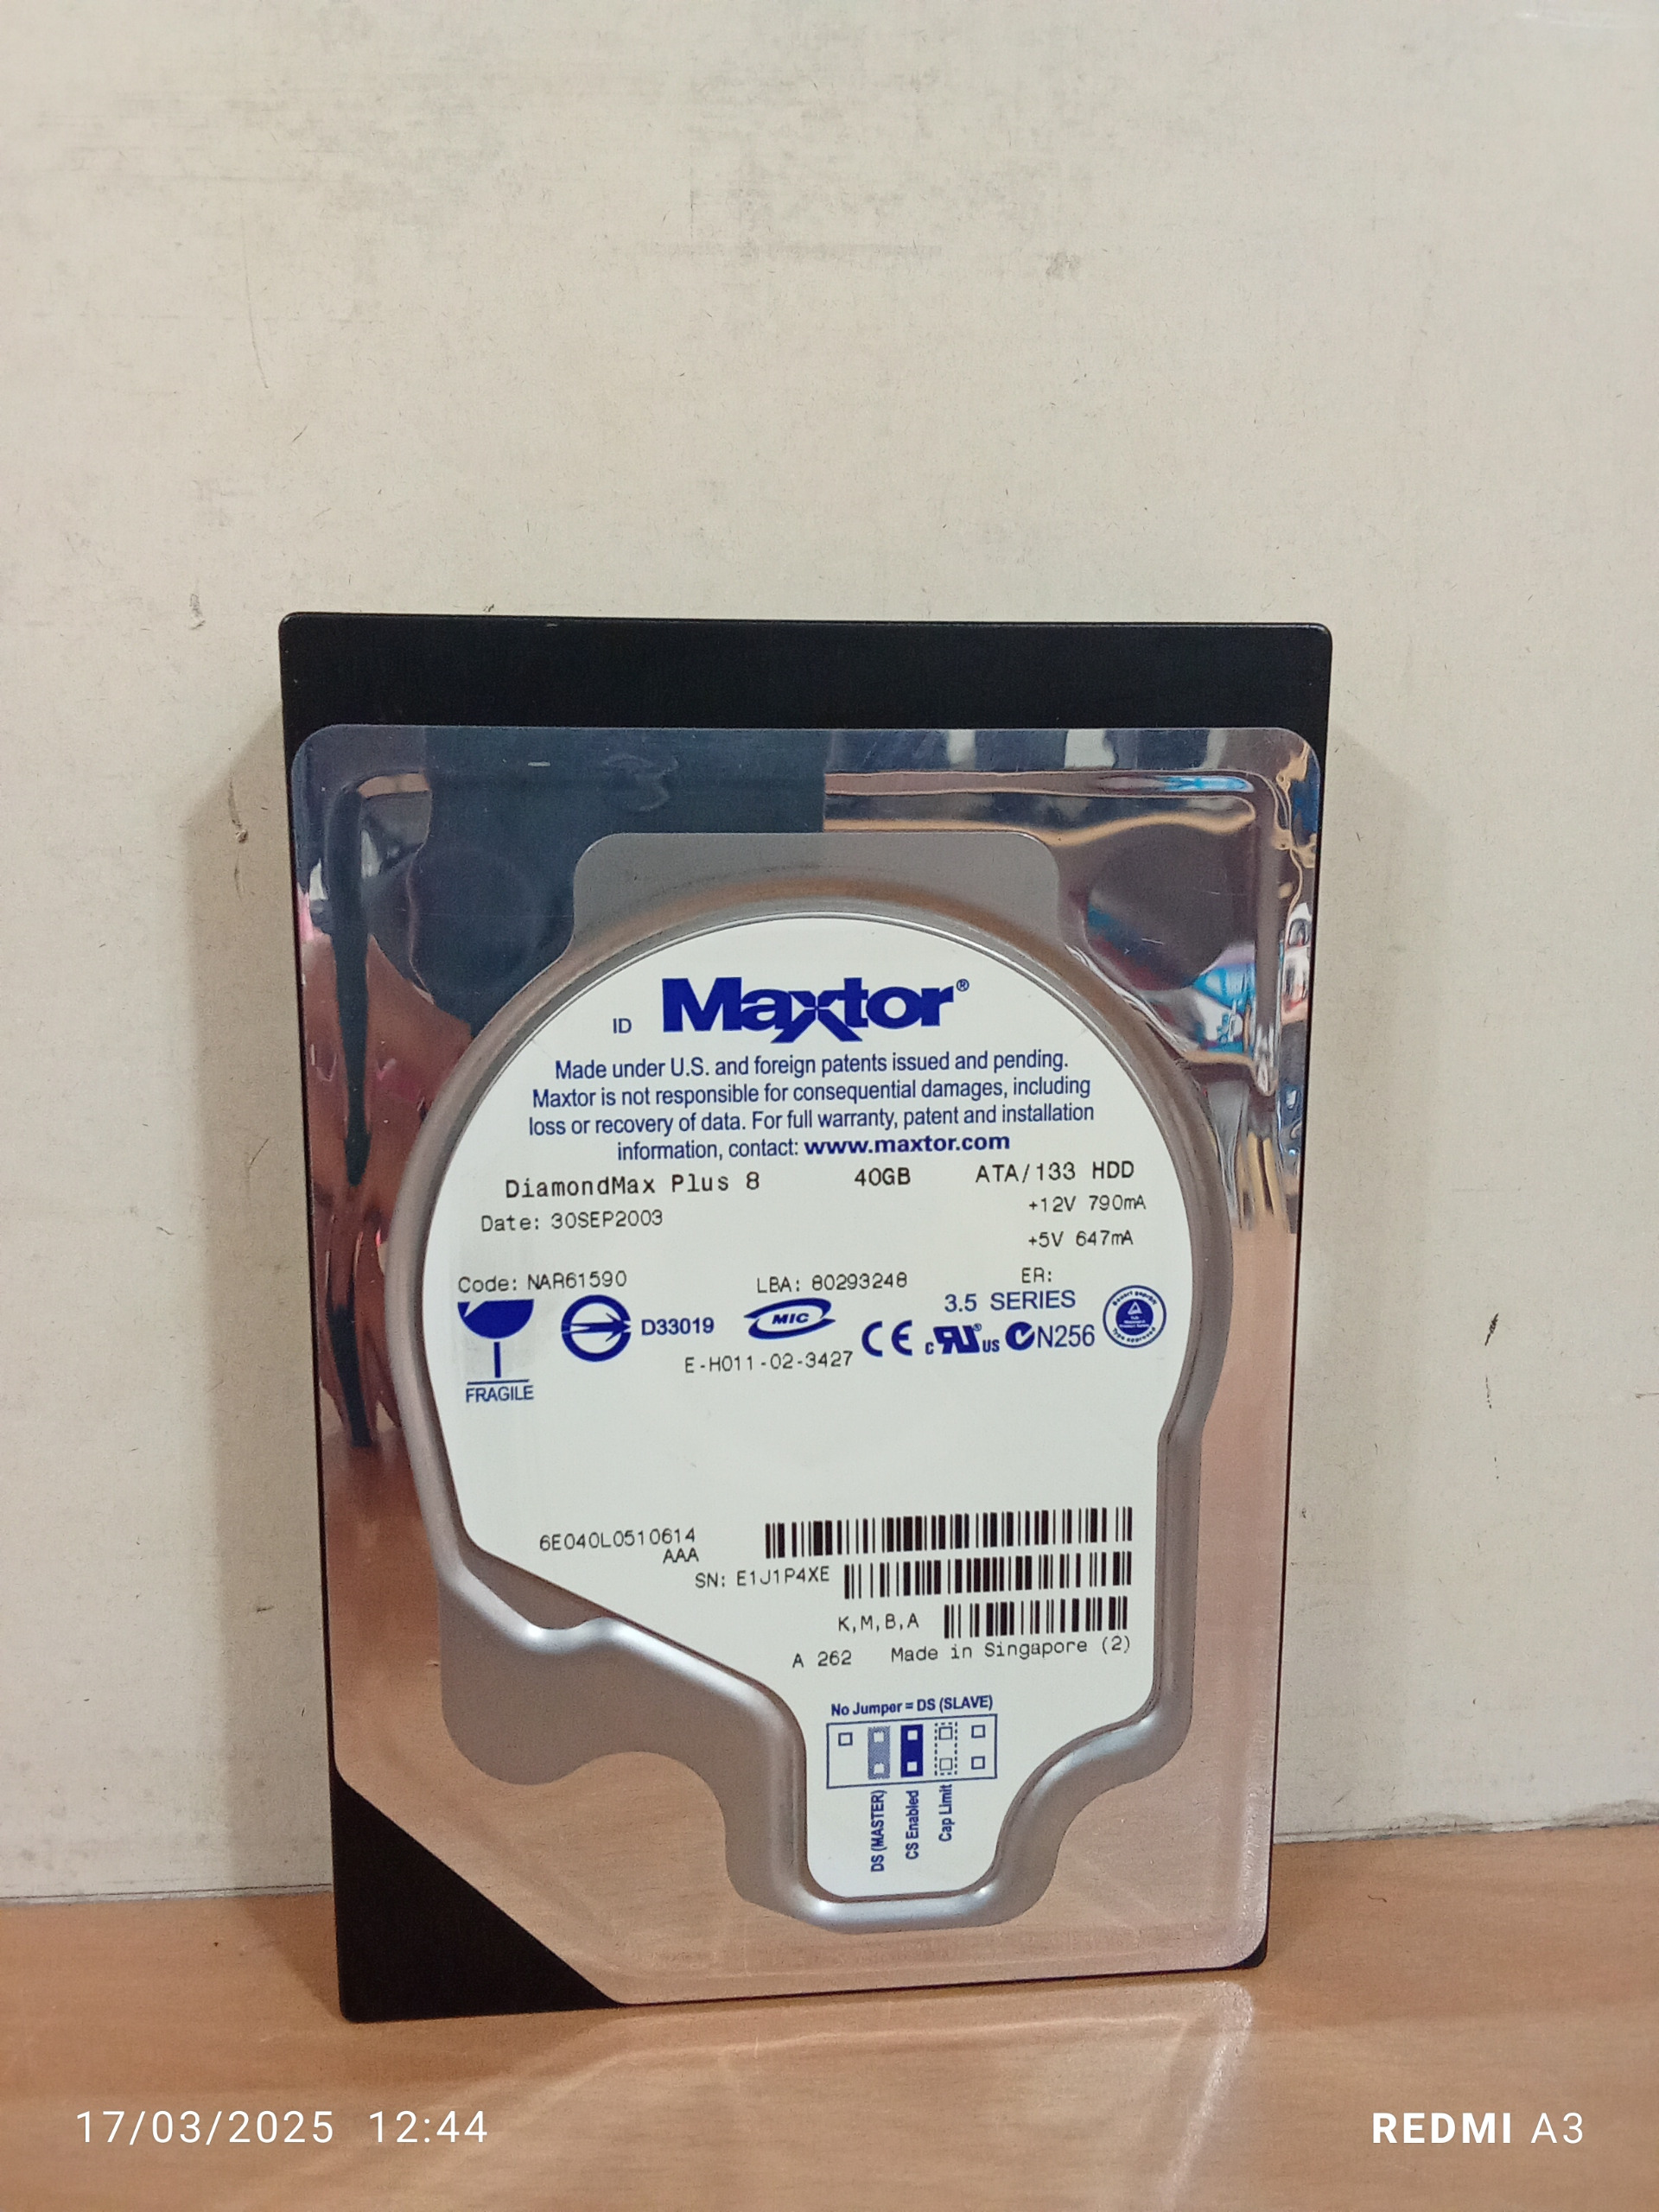 ID Maxtor®
Made under U.S. and foreign patents issued and pending.
Maxtor is not responsible for consequential damages, including
loss or recovery of data. For full warranty, patent and installation
information, contact: www.maxtor.com
DiamondMax Plus 8 40GB ATA/133 HDD
+12V 790mA
Date: 30SEP2003
+5V 647mA
Code: NAR61590 LBA: 80293248 ER:
3.5 SERIES
D33019 MIC CE c RU ® US N256
E-H011-02-3427
FRAGILE
6E040L0510614
AAA
SN: E1J1P4XE
K,M,B,A
A 262 Made in Singapore (2)
No Jumper = DS (SLAVE)
DS (MASTER)
CS Enabled
Cap Limit
17/03/2025 12:44 REDMI A3